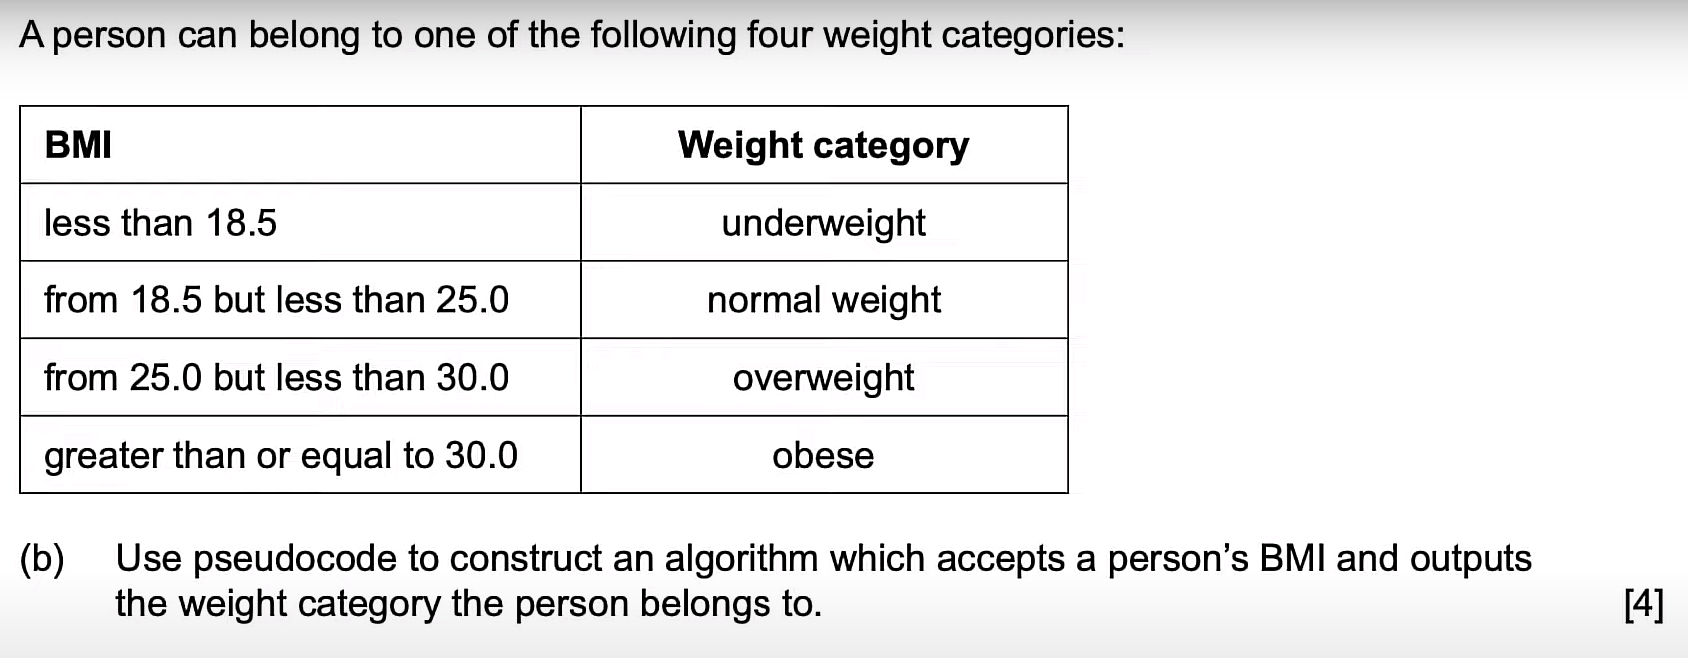 A person can belong to one of the following four weight categories:
BMI Weight category
less than 18.5 underweight
from 18.5 but less than 25.0 normal weight
from 25.0 but less than 30.0 overweight
greater than or equal to 30.0 obese
(b) Use pseudocode to construct an algorithm which accepts a person’s BMI and outputs
the weight category the person belongs to. [4]